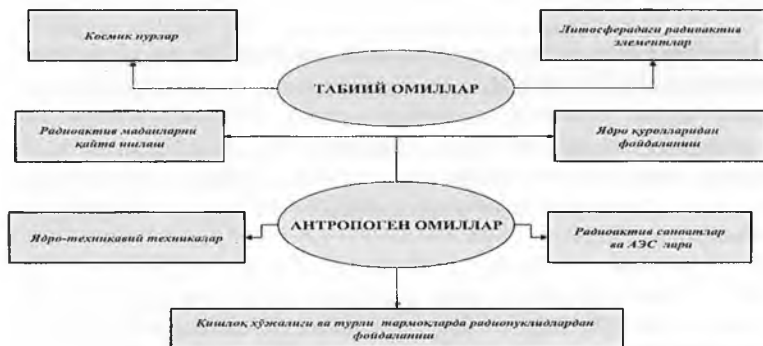 Космик нурлар
Литосферадаги радиоактив
элементлар
ТАБИИЙ ОМИЛЛАР
Радиоактив маданларни
қайта ишлаш
Ядро қуролларидан
фойдаланиш
Ядро-техникавий техникалар
АНТРОПОГЕН ОМИЛЛАР
Радиоактив саноатлар
ва АЭС лари
Қишлоқ хўжалиги ва турли тармоқларда радионуклидлардан
фойдаланиш